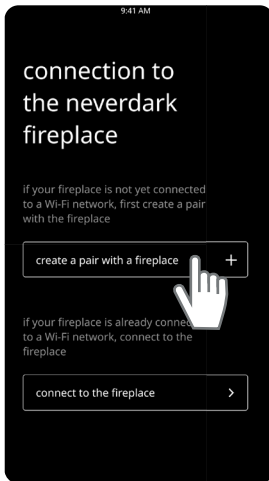 9:41 AM
connection to
the neverdark
fireplace
if your fireplace is not yet connected
to a Wi-Fi network, first create a pair
with the fireplace
create a pair with a fireplace +
if your fireplace is already
to a Wi-Fi network, connect to the
fireplace
connect to the fireplace